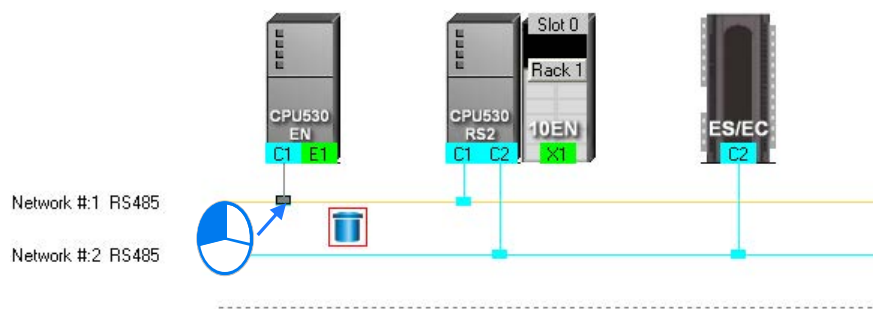 Slot 0
Rack 1
CPU530
EN
C1 E1
CPU530
RS2
C1 C2
10EN
X1
ES/EC
C2
Network #:1 RS485
Network #:2 RS485